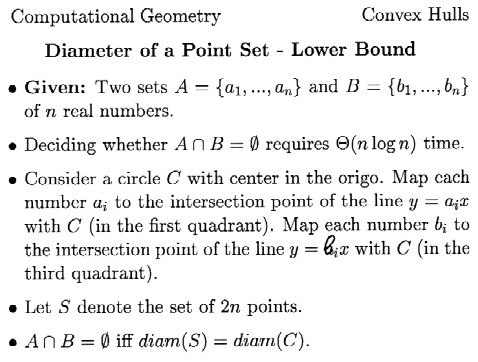 Computational Geometry Convex Hulls
Diameter of a Point Set - Lower Bound
• Given: Two sets A = {a₁, ..., aₙ} and B = {b₁, ..., bₙ}
of n real numbers.
• Deciding whether A ∩ B = ∅ requires Θ(n log n) time.
• Consider a circle C with center in the origo. Map each
number aᵢ to the intersection point of the line y = aᵢx
with C (in the first quadrant). Map each number bᵢ to
the intersection point of the line y = bᵢx with C (in the
third quadrant).
• Let S denote the set of 2n points.
• A ∩ B = ∅ iff diam(S) = diam(C).